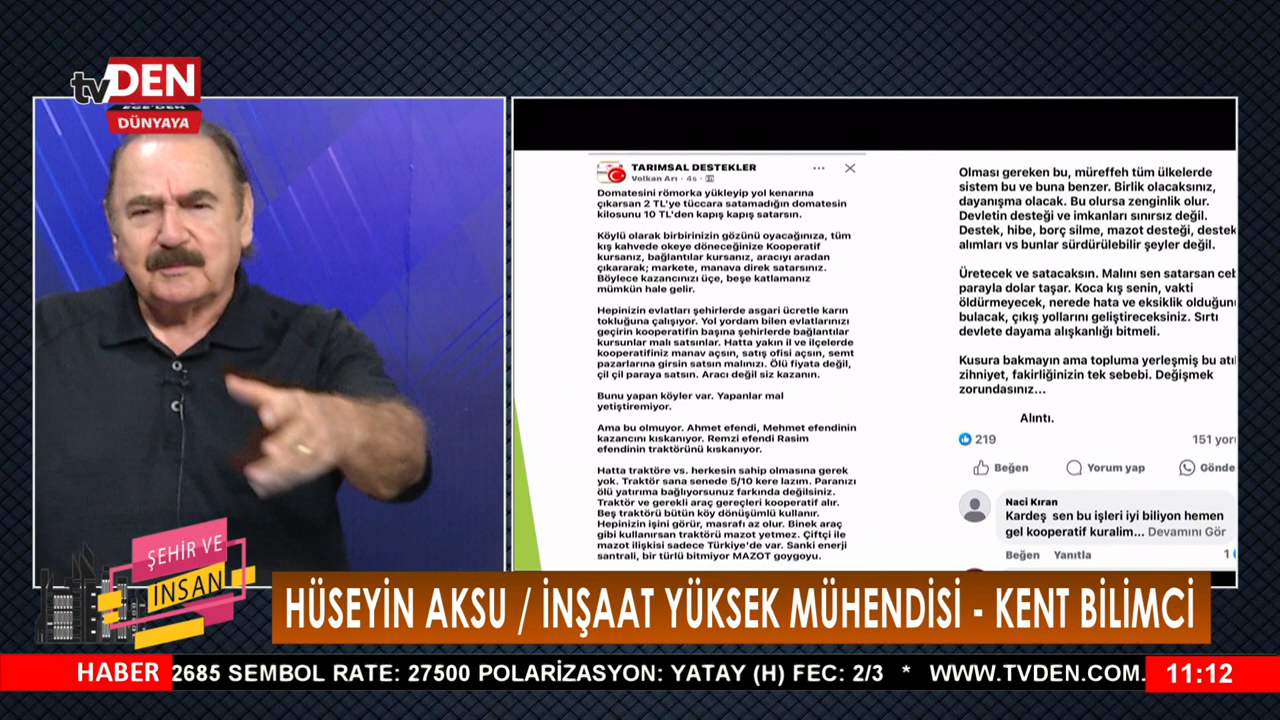 tvDEN
EGE'DEN
DÜNYAYA
TARIMSAL DESTEKLER
Volkan Arı · 4s ·
Domatesini römorka yükleyip yol kenarına
çıkarsan 2 TL'ye tüccara satamadığın domatesin
kilosunu 10 TL'den kapış kapış satarsın.
Köylü olarak birbirinizin gözünü oyacağınıza, tüm
kış kahvede okeye döneceğinize Kooperatif
kursanız, bağlantılar kursanız, aracıyı aradan
çıkararak; markete, manava direk satarsınız.
Böylece kazancınızı üçe, beşe katlamanız
mümkün hale gelir.
Hepinizin evlatları şehirlerde asgari ücretle karın
tokluğuna çalışıyor. Yol yordam bilen evlatlarınızı
geçirin kooperatifin başına şehirlerde bağlantılar
kursunlar malı satsınlar. Hatta yakın il ve ilçelerde
kooperatifiniz manav açsın, satış ofisi açsın, semt
pazarlarına girsin satsın malınızı. Ölü fiyata değil,
çil çil paraya satsın. Aracı değil siz kazanın.
Bunu yapan köyler var. Yapanlar mal
yetiştiremiyor.
Ama bu olmuyor. Ahmet efendi, Mehmet efendinin
kazancını kıskanıyor. Remzi efendi Rasim
efendinin traktörünü kıskanıyor.
Hatta traktöre vs. herkesin sahip olmasına gerek
yok. Traktör sana senede 5/10 kere lazım. Paranızı
ölü yatırıma bağlıyorsunuz farkında değilsiniz.
Traktör ve gerekli araç gereçleri kooperatif alır.
Beş traktörü bütün köy dönüşümlü kullanır.
Hepinizin işini görür, masrafı az olur. Binek araç
gibi kullanırsan traktörü mazot yetmez. Çiftçi ile
mazot ilişkisi sadece Türkiye'de var. Sanki enerji
santrali, bir türlü bitmiyor MAZOT goygoyu.
Olması gereken bu, müreffeh tüm ülkelerde
sistem bu ve buna benzer. Birlik olacaksınız,
dayanışma olacak. Bu olursa zenginlik olur.
Devletin desteği ve imkanları sınırsız değil.
Destek, hibe, borç silme, mazot desteği, destek
alımları vs bunlar sürdürülebilir şeyler değil.
Üretecek ve satacaksın. Malını sen satarsan ceb
parayla dolar taşar. Koca kış senin, vakti
öldürmeyecek, nerede hata ve eksiklik olduğunu
bulacak, çıkış yollarını geliştireceksiniz. Sırtı
devlete dayama alışkanlığı bitmeli.
Kusura bakmayın ama topluma yerleşmiş bu atıl
zihniyet, fakirliğinizin tek sebebi. Değişmek
zorundasınız...
Alıntı.
219 151 yoru
Beğen Yorum yap Gönde
Naci Kıran
Kardeş sen bu işleri iyi biliyon hemen
gel kooperatif kuralim... Devamını Gör
Beğen Yanıtla 1
ŞEHİR VE
İNSAN
HÜSEYİN AKSU / İNŞAAT YÜKSEK MÜHENDİSİ - KENT BİLİMCİ
HABER 2685 SEMBOL RATE: 27500 POLARİZASYON: YATAY (H) FEC: 2/3 * WWW.TVDEN.COM. 11:12